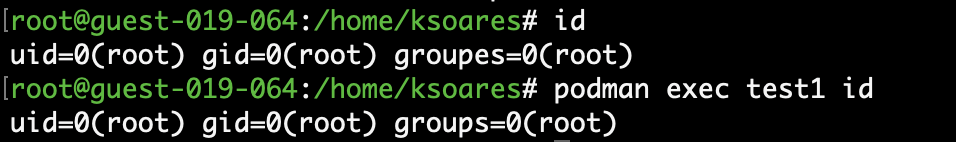 [root@guest-019-064:/home/ksoares# id
uid=0(root) gid=0(root) groupes=0(root)
[root@guest-019-064:/home/ksoares# podman exec test1 id
uid=0(root) gid=0(root) groups=0(root)